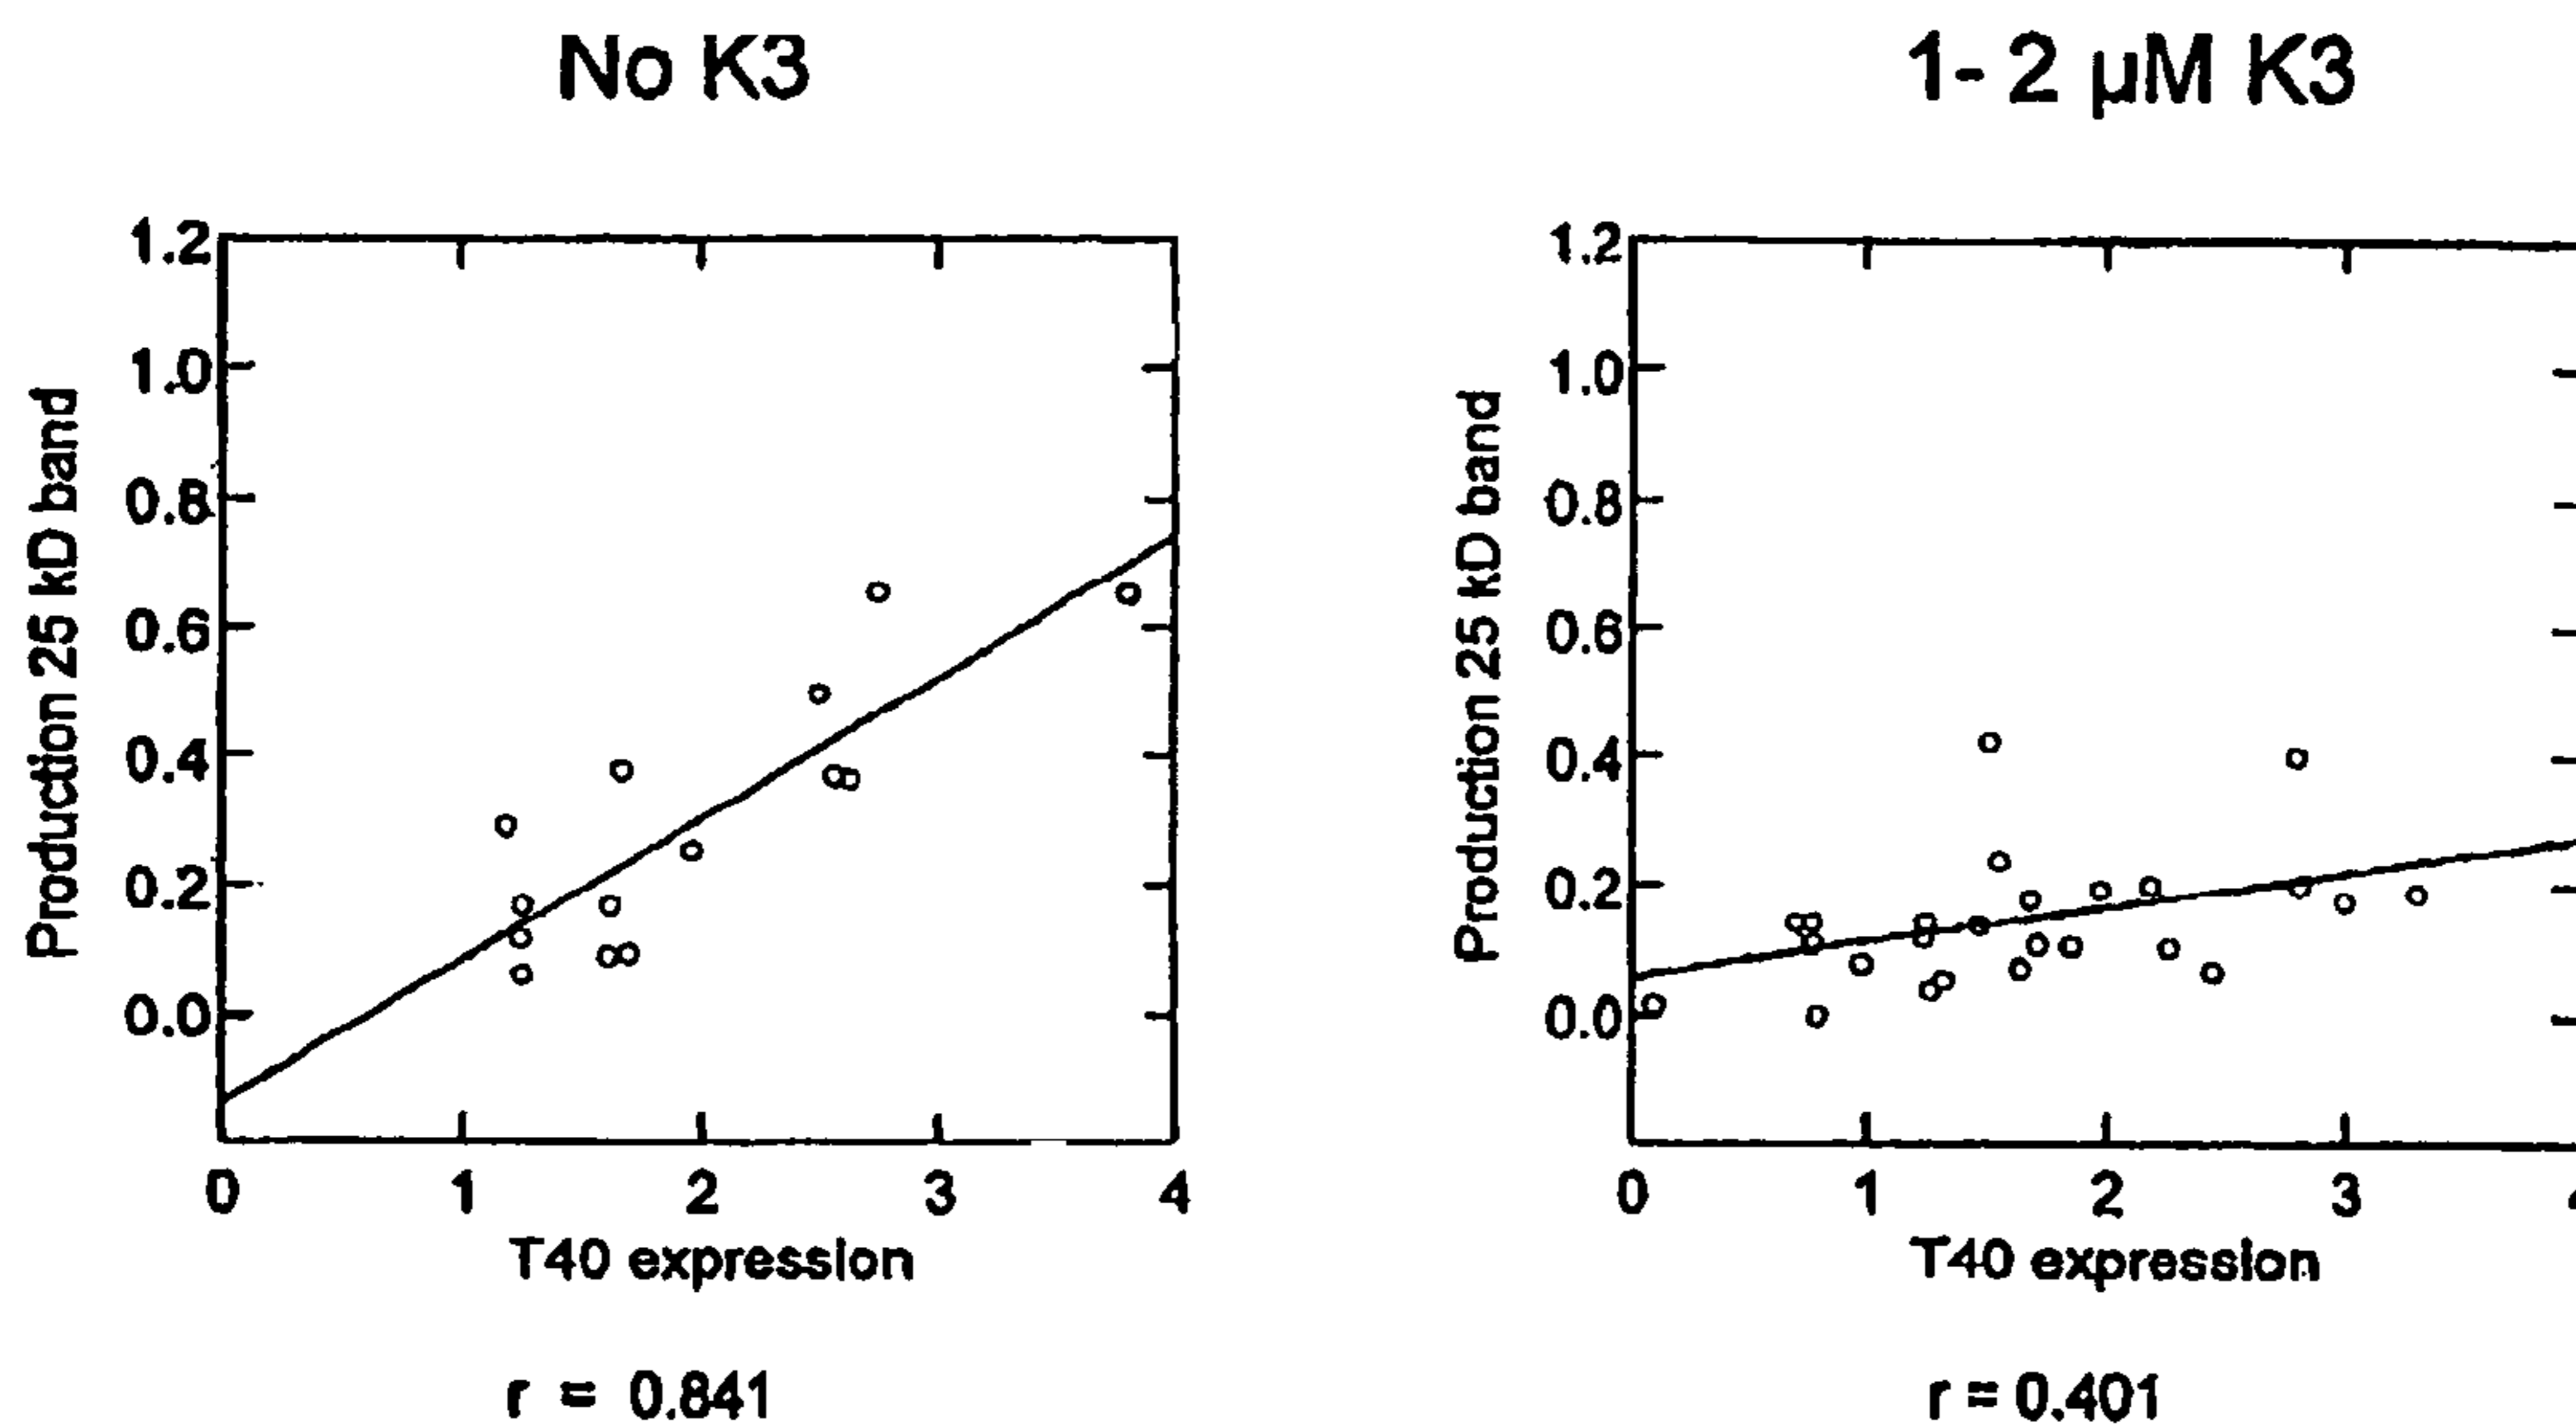 No K3
1.2
1.0
0.8
0.6
0.4
0.2
0.0
Production 25 kD band
0 1 2 3 4
T40 expression
r = 0.841
1- 2 µM K3
1.2
1.0
0.8
0.6
0.4
0.2
0.0
Production 25 kD band
0 1 2 3
T40 expression
r = 0.401